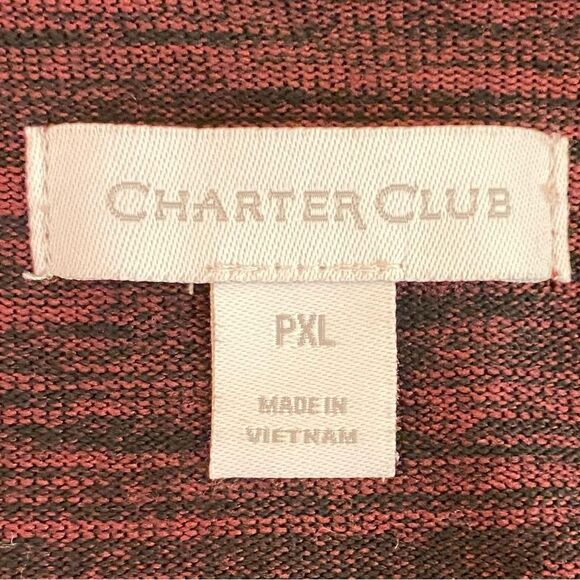 CHARTER CLUB
PXL
MADE IN
VIETNAM